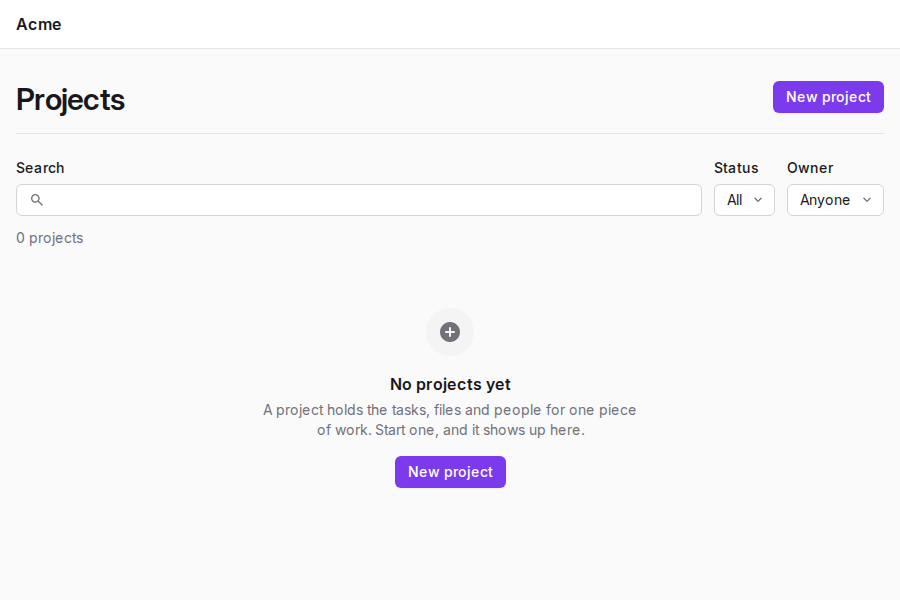 Acme
Projects
New project
Search
Status
Owner
All
Anyone
0 projects
No projects yet
A project holds the tasks, files and people for one piece
of work. Start one, and it shows up here.
New project